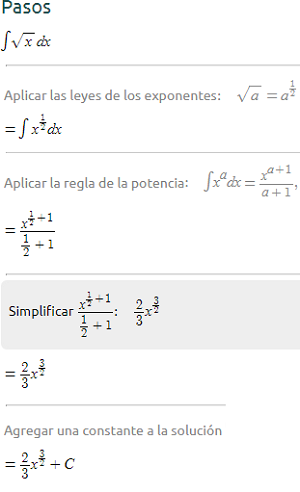 Pasos
∫√x dx
Aplicar las leyes de los exponentes: √a = a^(1/2)
= ∫ x^(1/2) dx
Aplicar la regla de la potencia: ∫x^a dx = x^(a+1)/(a+1),
= x^(1/2+1)/(1/2+1)
Simplificar x^(1/2+1)/(1/2+1): 2/3 x^(3/2)
= 2/3 x^(3/2)
Agregar una constante a la solución
= 2/3 x^(3/2) + C